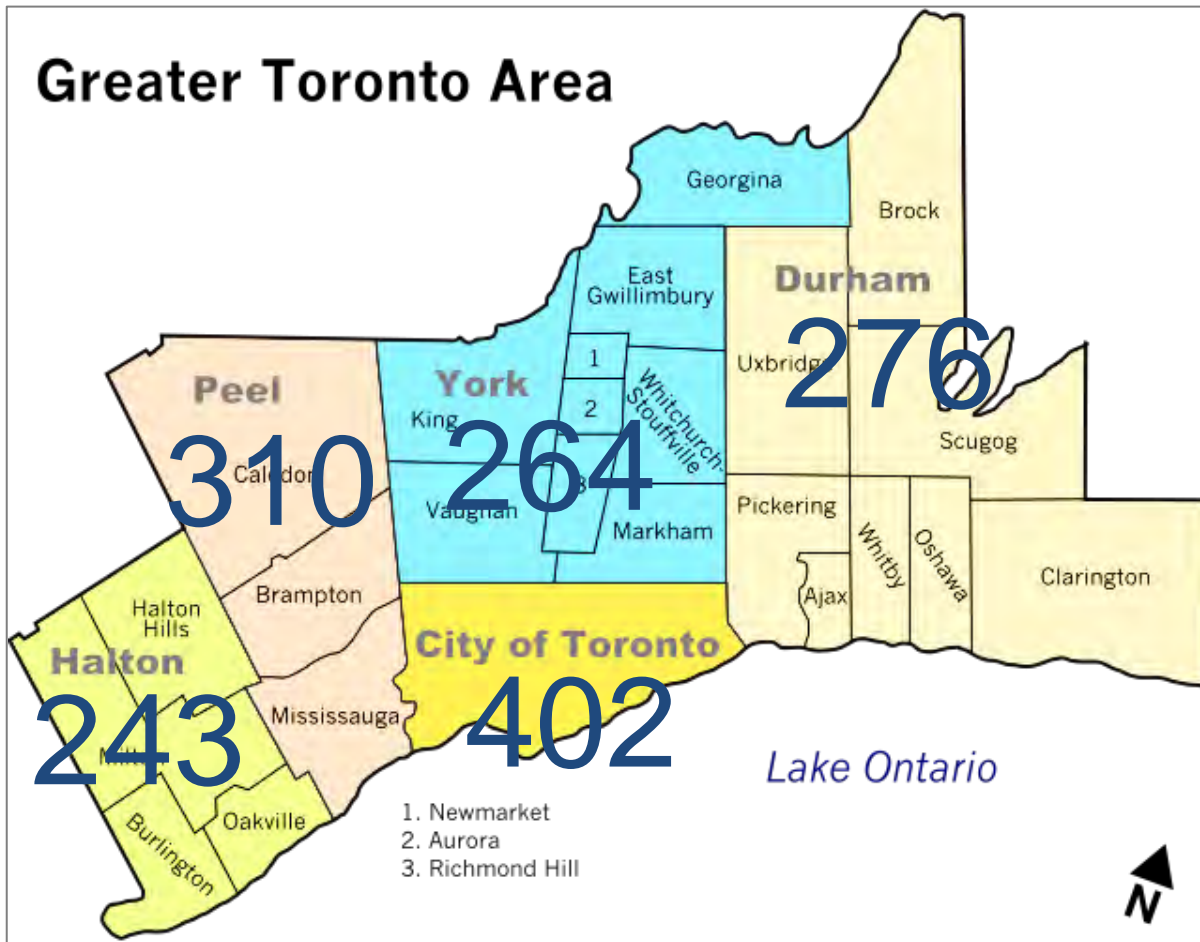 Greater Toronto Area
Georgina
Brock
East
Gwillimbury
Durham
276
Uxbridge
Scugog
1
2
3
Whitchurch-
Stouffville
York
King
264
Vaughan
Markham
Peel
310
Caledon
Brampton
Mississauga
Pickering
Ajax
Whitby
Oshawa
Clarington
Halton
Hills
Halton
243
Milton
Oakville
Burlington
City of Toronto
402
Lake Ontario
1. Newmarket
2. Aurora
3. Richmond Hill
N